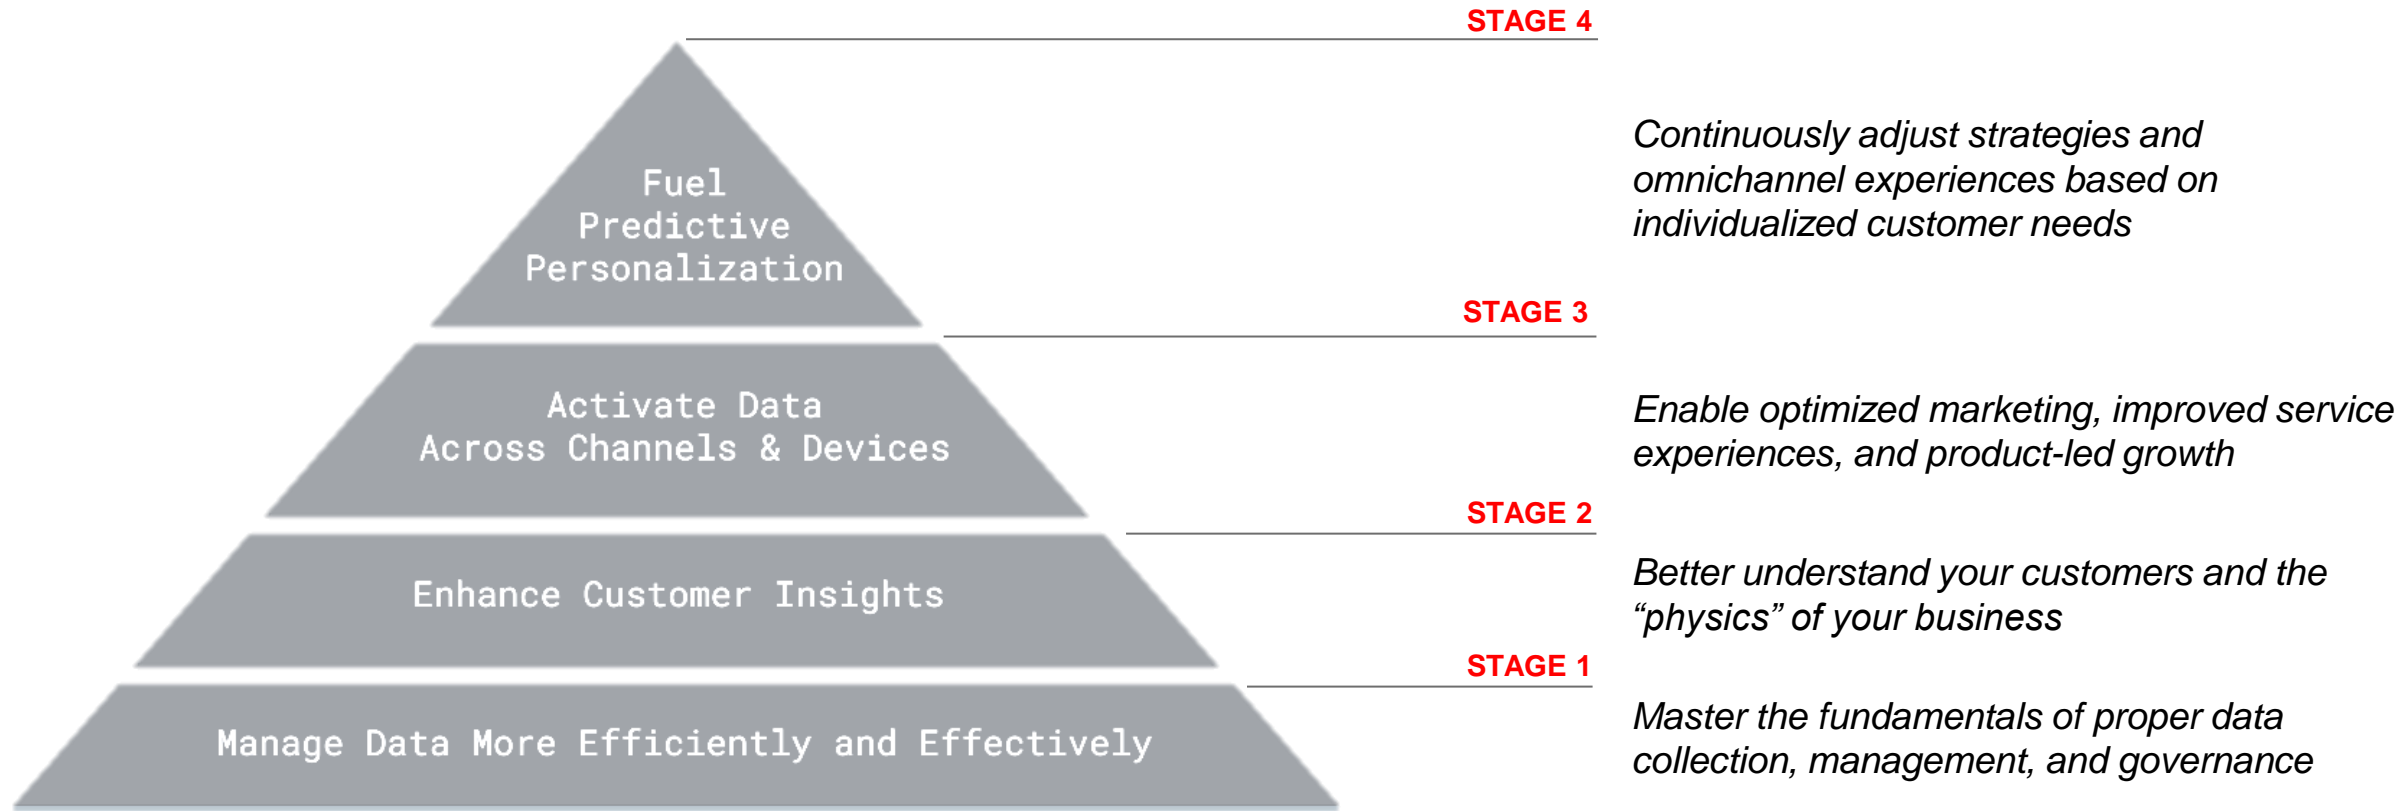 STAGE 4
Fuel
Predictive
Personalization
Continuously adjust strategies and
omnichannel experiences based on
individualized customer needs
STAGE 3
Activate Data
Across Channels & Devices
Enable optimized marketing, improved service
experiences, and product-led growth
STAGE 2
Enhance Customer Insights
Better understand your customers and the
“physics” of your business
STAGE 1
Manage Data More Efficiently and Effectively
Master the fundamentals of proper data
collection, management, and governance